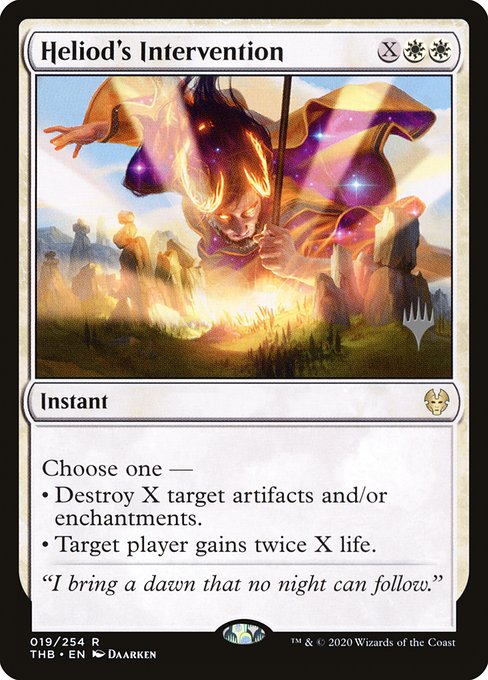 Heliod's Intervention X
Instant
Choose one —
• Destroy X target artifacts and/or
enchantments.
• Target player gains twice X life.
"I bring a dawn that no night can follow."
019/254 R
THB • EN Daarken
™ & © 2020 Wizards of the Coast